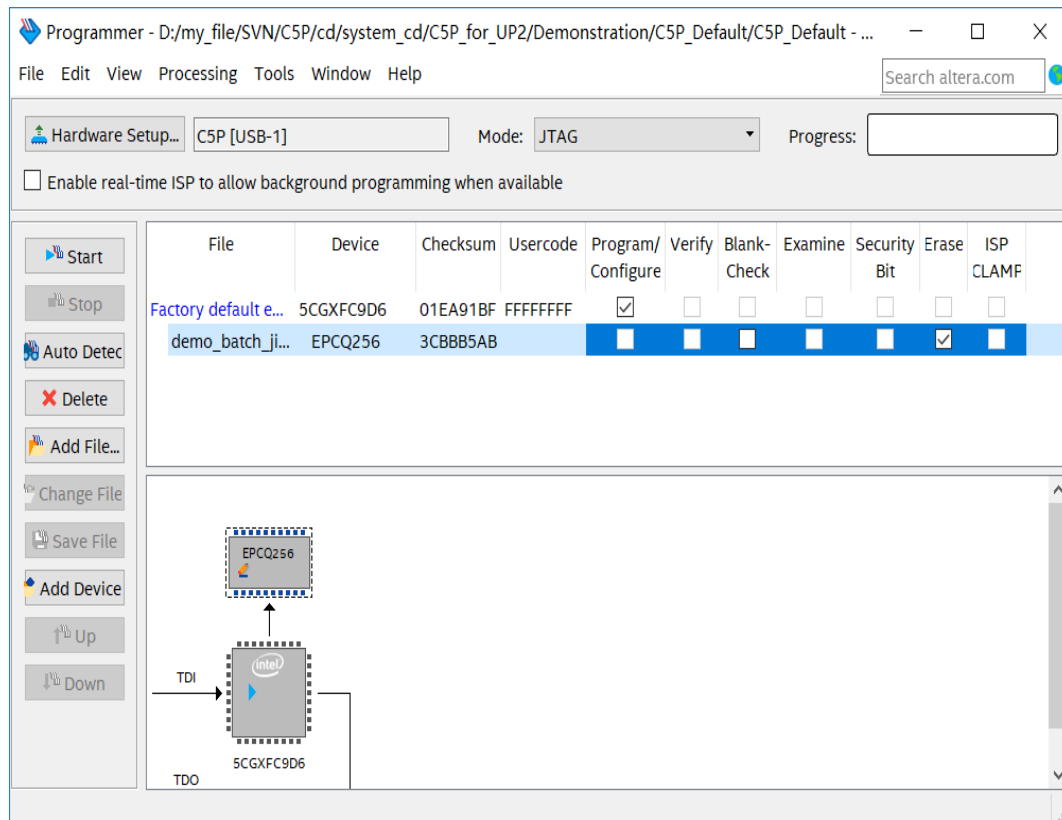 Programmer - D:/my_file/SVN/C5P/cd/system_cd/C5P_for_UP2/Demonstration/C5P_Default/C5P_Default - ...
File Edit View Processing Tools Window Help
Search altera.com
Hardware Setup... C5P [USB-1] Mode: JTAG Progress:
Enable real-time ISP to allow background programming when available
Start
Stop
Auto Detec
Delete
Add File...
Change File
Save File
Add Device
Up
Down
File Device Checksum Usercode Program/ Verify Blank- Examine Security Erase ISP
Configure Check Bit CLAMP
Factory default e... 5CGXFC9D6 01EA91BF FFFFFFFF
demo_batch_ji... EPCQ256 3CBBB5AB
EPCQ256
intel
TDI
5CGXFC9D6
TDO